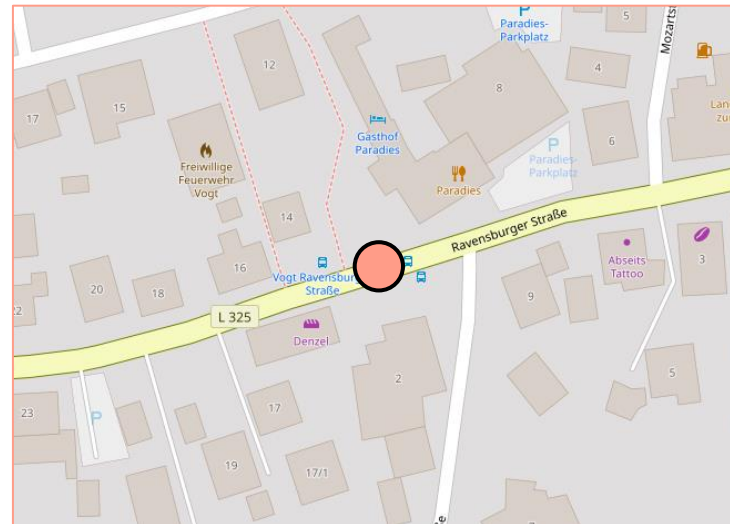 P
Paradies-
Parkplatz
5
Mozarts
12
4
17
15
8
Lan
zur
Gasthof
Paradies
P
Paradies-
Parkplatz
6
Freiwillige
Feuerwehr
Vogt
Paradies
14
Ravensburger Straße
16
Vogt Ravensburg
Straße
Abseits
Tattoo
3
20
18
9
22
L 325
Denzel
2
5
23
P
17
19
17/1